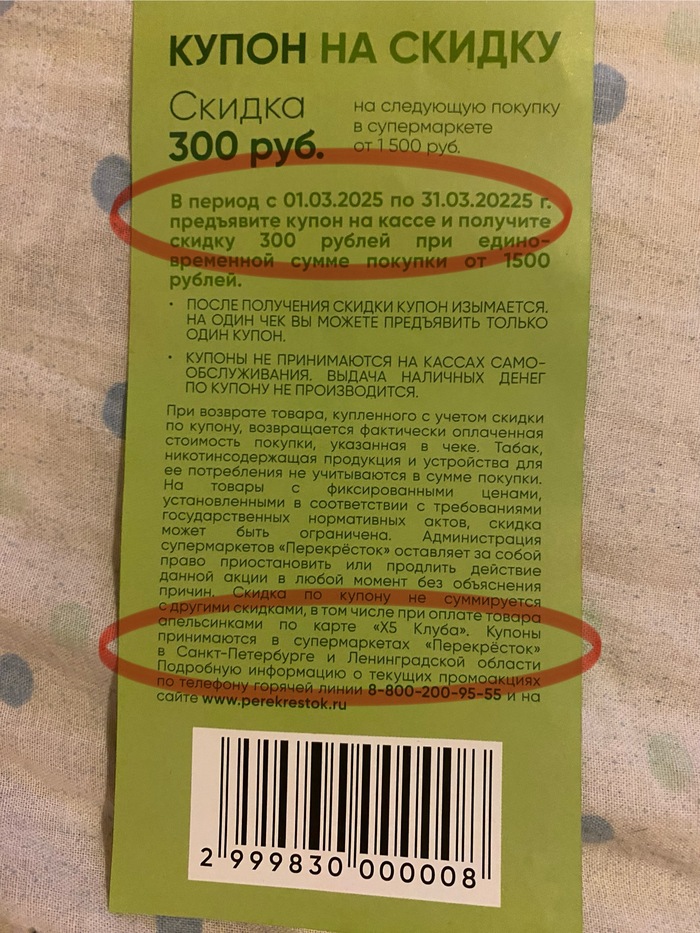 КУПОН НА СКИДКУ
Скидка
300 руб.
на следующую покупку
в супермаркете
от 1 500 руб.
В период с 01.03.2025 по 31.03.20225 г.
предъявите купон на кассе и получите
скидку 300 рублей при едино-
временной сумме покупки от 1500
рублей.
• ПОСЛЕ ПОЛУЧЕНИЯ СКИДКИ КУПОН ИЗЫМАЕТСЯ.
НА ОДИН ЧЕК ВЫ МОЖЕТЕ ПРЕДЪЯВИТЬ ТОЛЬКО
ОДИН КУПОН.
• КУПОНЫ НЕ ПРИНИМАЮТСЯ НА КАССАХ САМО-
ОБСЛУЖИВАНИЯ. ВЫДАЧА НАЛИЧНЫХ ДЕНЕГ
ПО КУПОНУ НЕ ПРОИЗВОДИТСЯ.
При возврате товара, купленного с учетом скидки
по купону, возвращается фактически оплаченная
стоимость покупки, указанная в чеке. Табак,
никотинсодержащая продукция и устройства для
ее потребления не учитываются в сумме покупки.
На товары с фиксированными ценами,
установленными в соответствии с требованиями
государственных нормативных актов, скидка
может быть ограничена. Администрация
супермаркетов «Перекрёсток» оставляет за собой
право приостановить или продлить действие
данной акции в любой момент без объяснения
причин. Скидка по купону не суммируется
с другими скидками, в том числе при оплате товара
апельсинками по карте «X5 Клуба». Купоны
принимаются в супермаркетах «Перекрёсток»
в Санкт-Петербурге и Ленинградской области
Подробную информацию о текущих промоакциях
по телефону горячей линии 8-800-200-95-55 и на
сайте www.perekrestok.ru
2 999830 000008